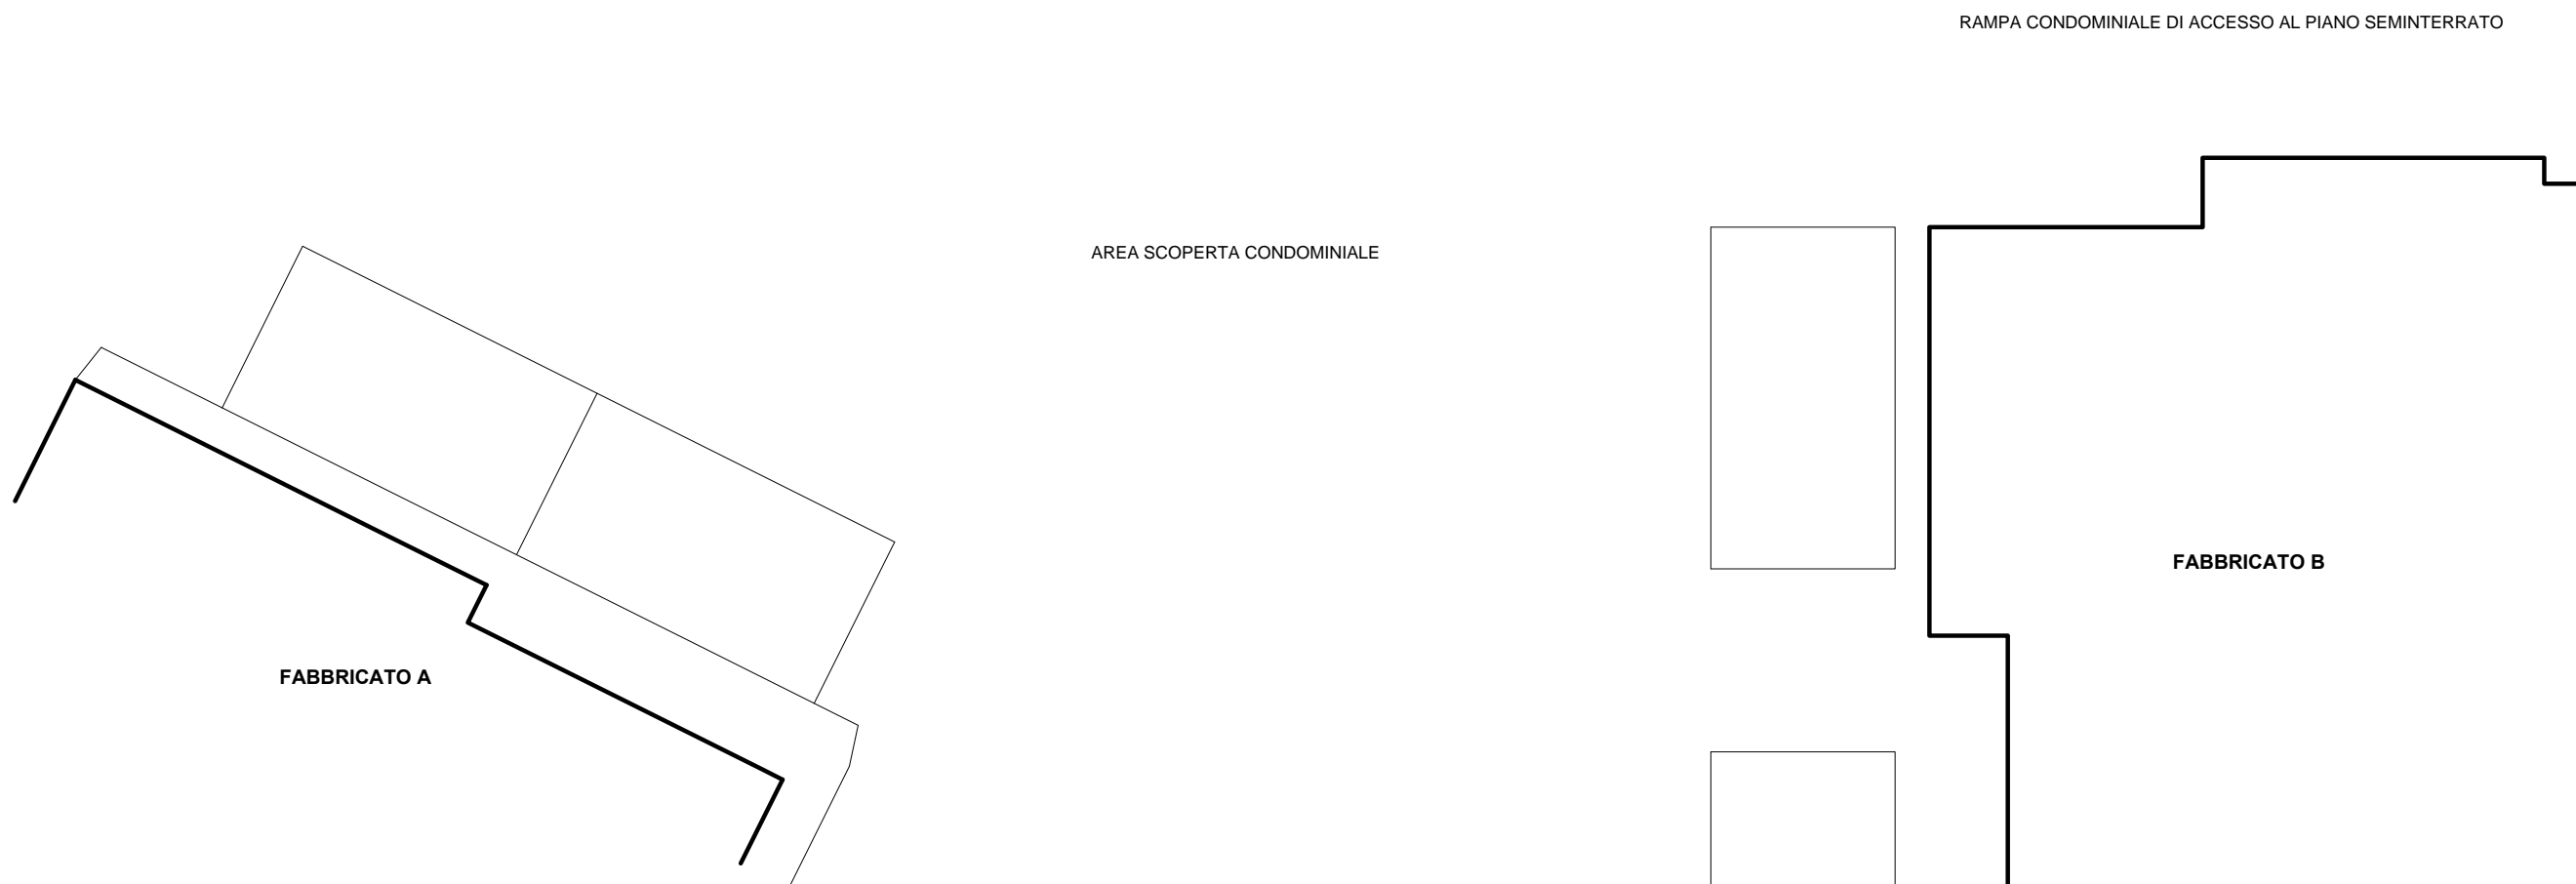 RAMPA CONDOMINIALE DI ACCESSO AL PIANO SEMINTERRATO
AREA SCOPERTA CONDOMINIALE
FABBRICATO B
FABBRICATO A